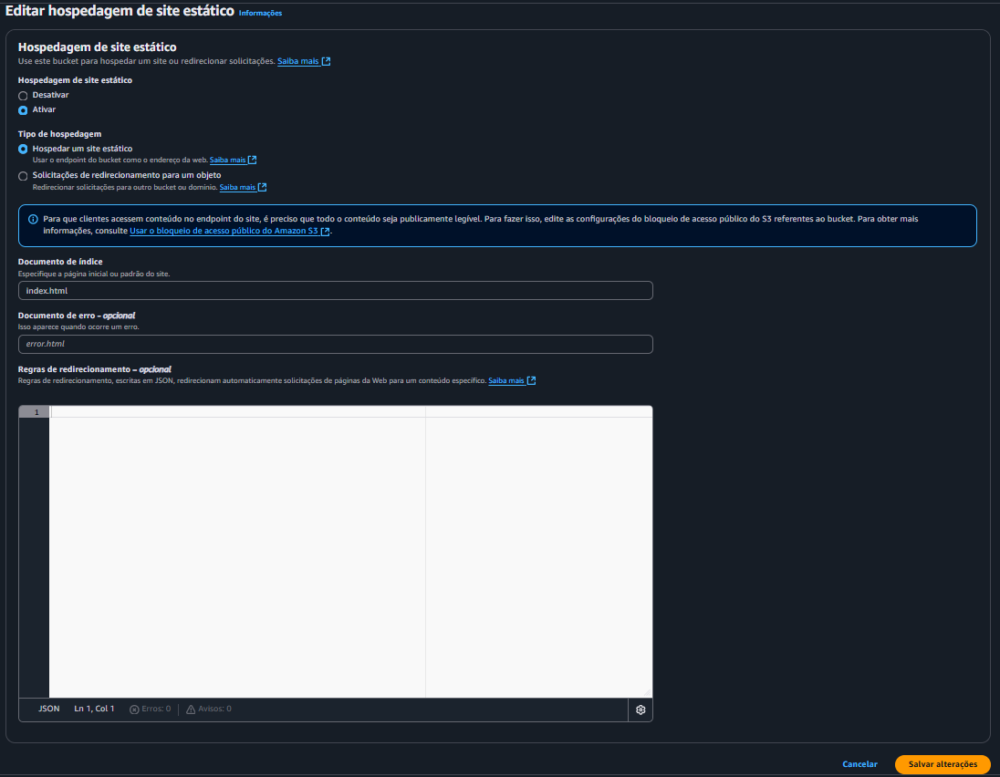 Editar hospedagem de site estático Informações
Hospedagem de site estático
Use este bucket para hospedar um site ou redirecionar solicitações. Saiba mais
Hospedagem de site estático
Desativar
Ativar
Tipo de hospedagem
Hospedar um site estático
Usar o endpoint do bucket como o endereço da web. Saiba mais
Solicitações de redirecionamento para um objeto
Redirecionar solicitações para outro bucket ou domínio. Saiba mais
Para que clientes acessem conteúdo no endpoint do site, é preciso que todo o conteúdo seja publicamente legível. Para fazer isso, edite as configurações do bloqueio de acesso público do S3 referentes ao bucket. Para obter mais
informações, consulte Usar o bloqueio de acesso público do Amazon S3.
Documento de índice
Especifique a página inicial ou padrão do site.
index.html
Documento de erro – opcional
Isso aparece quando ocorre um erro.
error.html
Regras de redirecionamento – opcional
Regras de redirecionamento, escritas em JSON, redirecionam automaticamente solicitações de páginas da Web para um conteúdo específico. Saiba mais
1
JSON Ln 1, Col 1 Erros: 0 Avisos: 0
Cancelar Salvar alterações